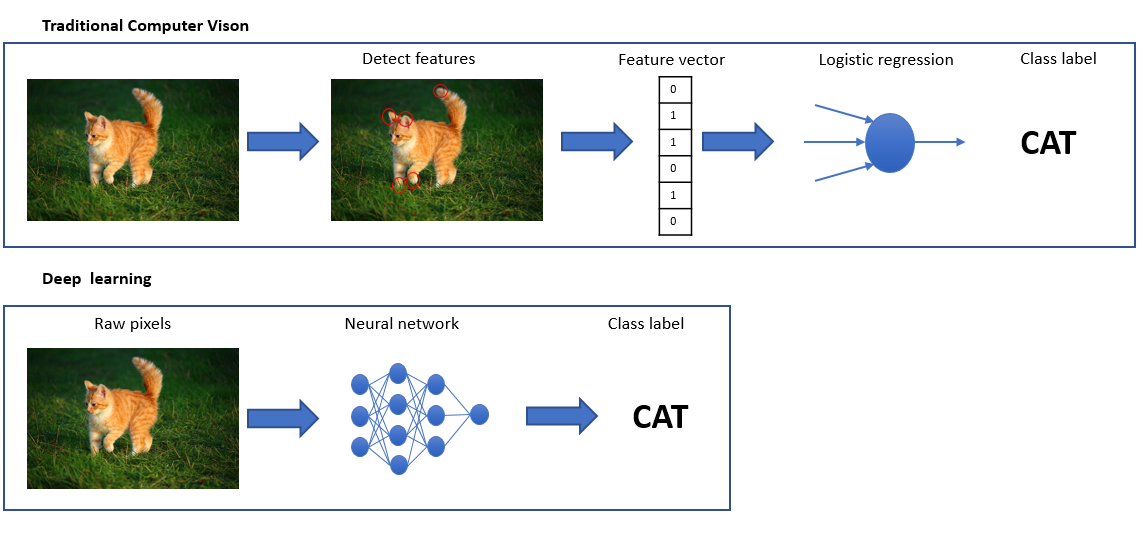 Traditional Computer Vison
Detect features
Feature vector
Logistic regression
Class label
0
1
1
0
1
0
CAT
Deep learning
Raw pixels
Neural network
Class label
CAT